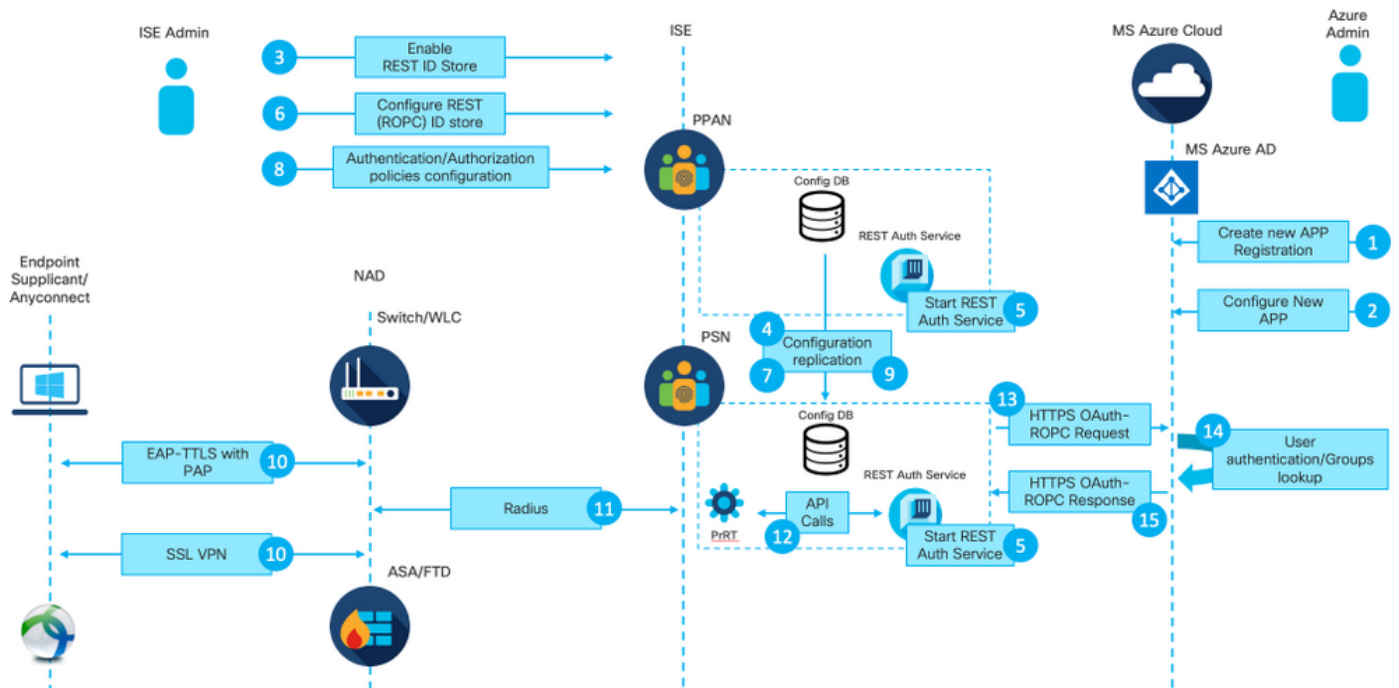 ISE Admin
ISE
MS Azure Cloud
Azure
Admin
3
Enable
REST ID Store
6
Configure REST
(ROPC) ID store
8
Authentication/Authorization
policies configuration
PPAN
MS Azure AD
Config DB
REST Auth Service
Start REST
Auth Service
5
Create new APP
Registration
1
Configure New
APP
2
Endpoint
Supplicant/
Anyconnect
NAD
Switch/WLC
PSN
4
Configuration
replication
7
9
Config DB
REST Auth Service
13
HTTPS OAuth-
ROPC Request
14
User
authentication/Groups
lookup
HTTPS OAuth-
ROPC Response
15
EAP-TTLS with
PAP
10
Radius
11
PrRT
API
Calls
12
Start REST
Auth Service
5
SSL VPN
10
ASA/FTD